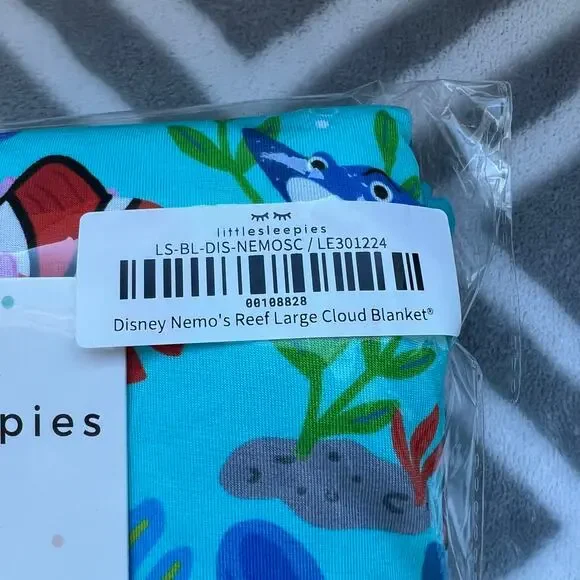 littlesleepies
LS-BL-DIS-NEMOSC / LE301224
00108828
Disney Nemo's Reef Large Cloud Blanket®
pies